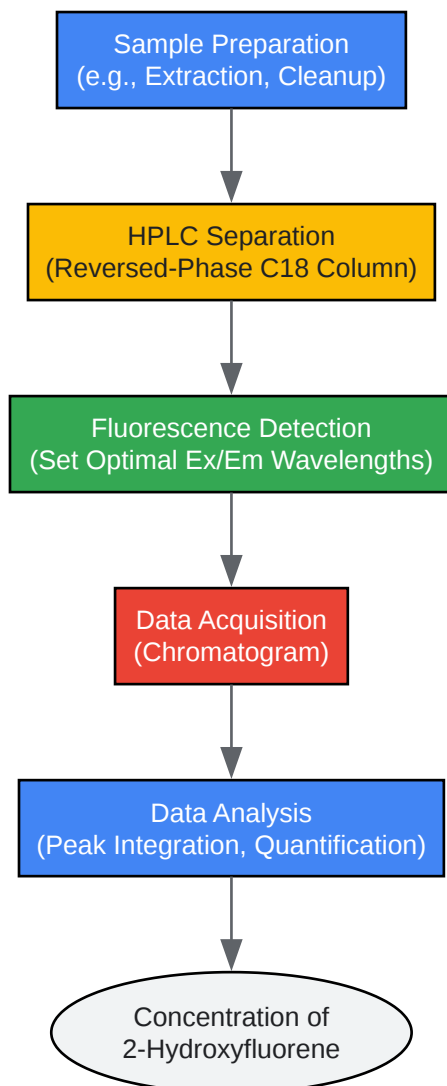 Sample Preparation
(e.g., Extraction, Cleanup)
HPLC Separation
(Reversed-Phase C18 Column)
Fluorescence Detection
(Set Optimal Ex/Em Wavelengths)
Data Acquisition
(Chromatogram)
Data Analysis
(Peak Integration, Quantification)
Concentration of
2-Hydroxyfluorene